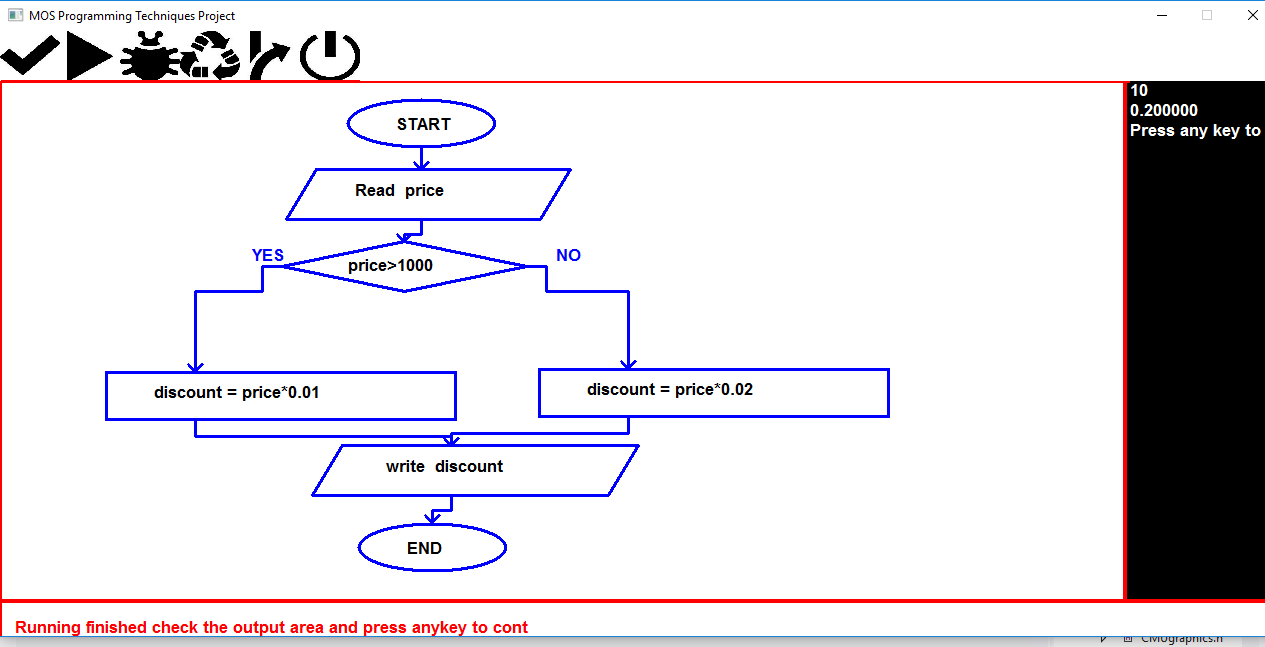 MOS Programming Techniques Project
START
Read price
YES
price>1000
NO
discount = price*0.01
discount = price*0.02
write discount
END
10
0.200000
Press any key to
Running finished check the output area and press anykey to cont
CMUgraphics.h